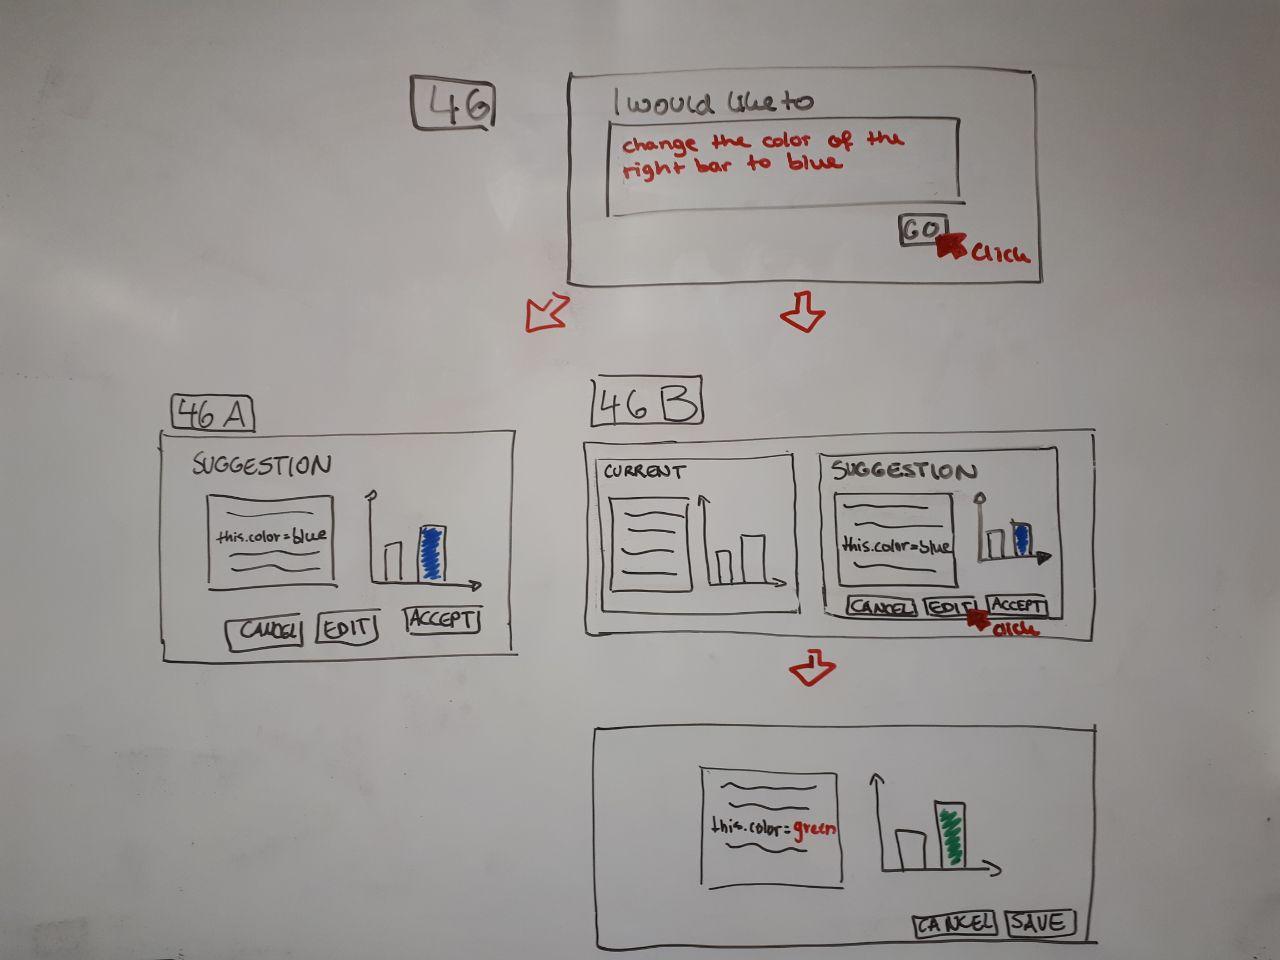 46
I would like to
change the color of the
right bar to blue
GO
Click
46 A
SUGGESTION
this.color=blue
CANCEL
EDIT
ACCEPT
46 B
CURRENT
SUGGESTION
this.color=blue
CANCEL
EDIT
ACCEPT
click
this.color=green
CANCEL
SAVE